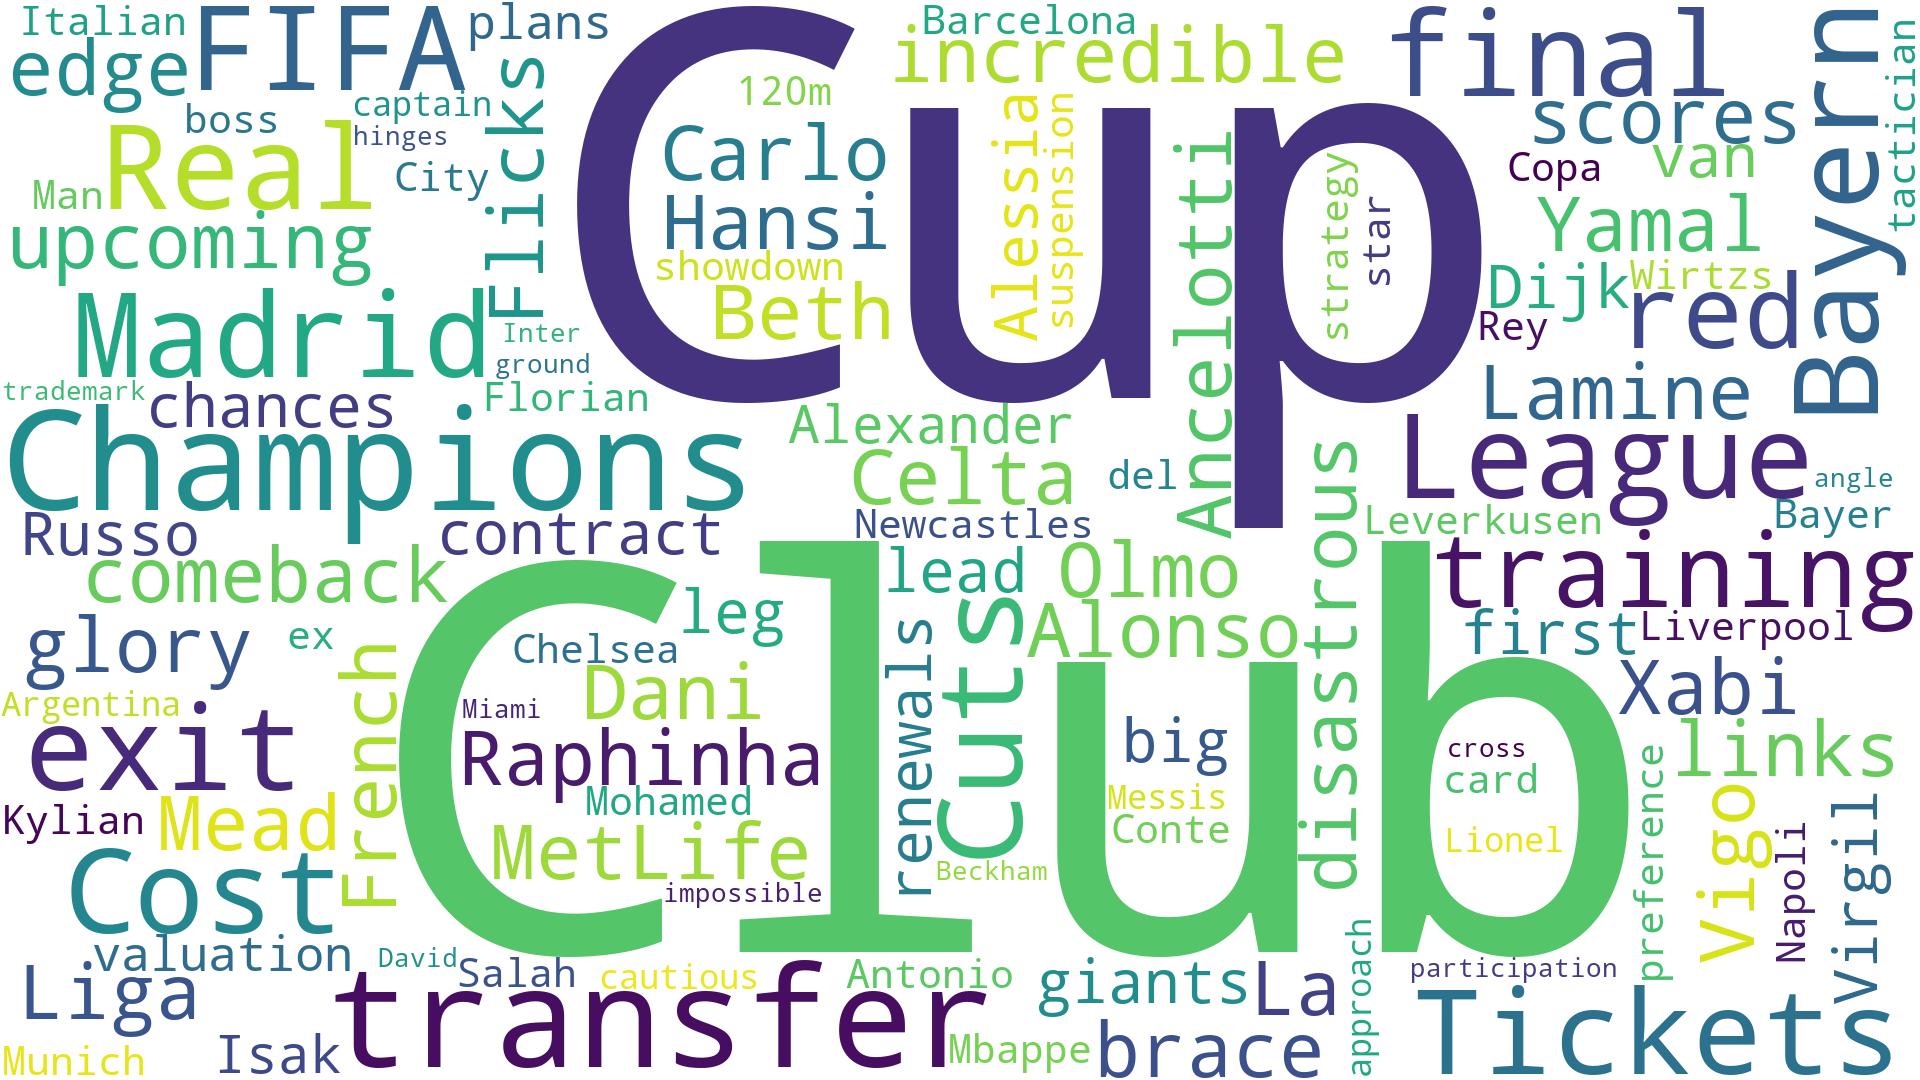 Italian
FIFA
plans
Cup
Barcelona
incredible
final
Bayern
tactician
edge
Flicks
120m
captain
boss
hinges
Real
City
Man
upcoming
Carlo
Hansi
showdown
Beth
Alessia
suspension
Ancelotti
strategy
star
scores
Copa
van
Yamal
Dijk
Wirtzs
Rey
red
Madrid
Inter
ground
trademark
chances
Florian
Lamine
Champions
Alexander
Celta
del
League
angle
Russo
contract
Newcastles
disastrous
Leverkusen
Bayer
comeback
Club
lead
Olmo
training
leg
cuts
Alonso
first
Liverpool
glory
ex
Chelsea
renewals
Xabi
French
Argentina
Miami
Dani
exit
Raphinha
big
cross
card
links
preference
Kylian
Mead
Mohamed
Messis
Conte
Lionel
Vigo
Napoli
Virgil
MetLife
Beckham
Cost
impossible
valuation
David
Salah
cautious
Antonio
giants
La
approach
participation
Liga
transfer
Tickets
Munich
Isak
Mbappe
brace